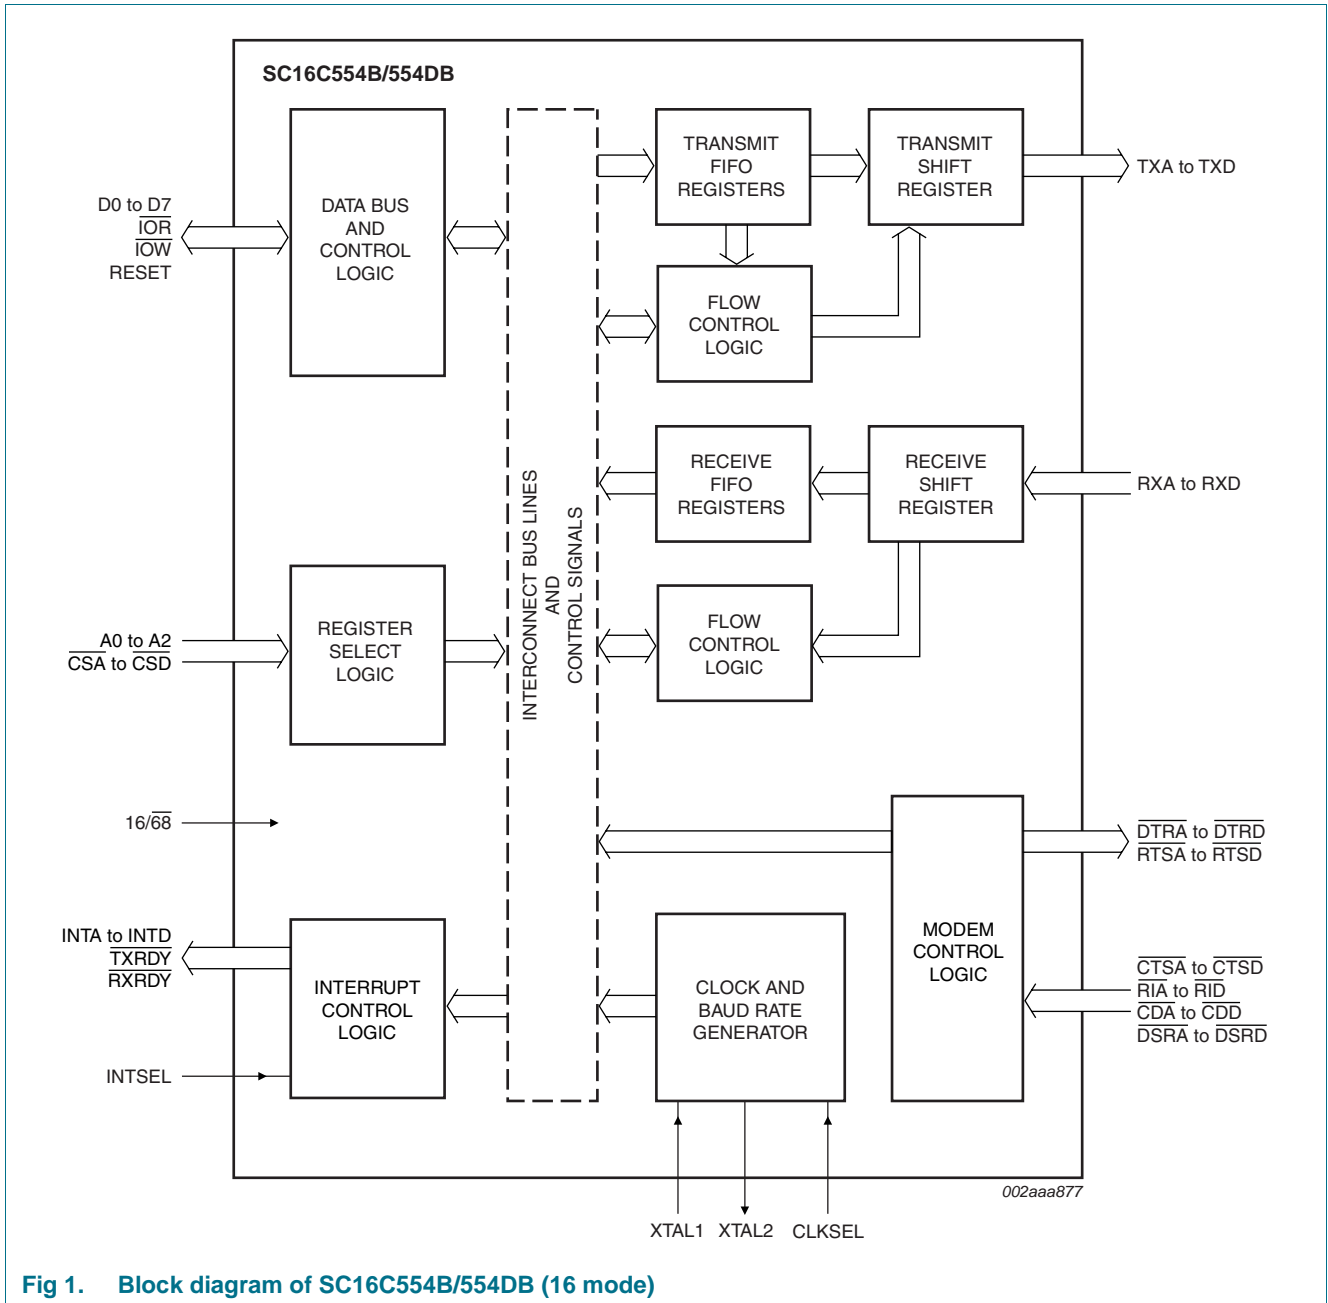 SC16C554B/554DB
DATA BUS
AND
CONTROL
LOGIC
D0 to D7
IOR
IOW
RESET
TRANSMIT
FIFO
REGISTERS
TRANSMIT
SHIFT
REGISTER
TXA to TXD
FLOW
CONTROL
LOGIC
RECEIVE
FIFO
REGISTERS
RECEIVE
SHIFT
REGISTER
RXA to RXD
FLOW
CONTROL
LOGIC
INTERCONNECT BUS LINES
AND
CONTROL SIGNALS
A0 to A2
CSA to CSD
REGISTER
SELECT
LOGIC
16/68
INTA to INTD
TXRDY
RXRDY
INTSEL
INTERRUPT
CONTROL
LOGIC
CLOCK AND
BAUD RATE
GENERATOR
MODEM
CONTROL
LOGIC
DTRA to DTRD
RTSA to RTSD
CTSA to CTSD
RIA to RID
CDA to CDD
DSRA to DSRD
XTAL1 XTAL2 CLKSEL
002aaa877
Fig 1. Block diagram of SC16C554B/554DB (16 mode)